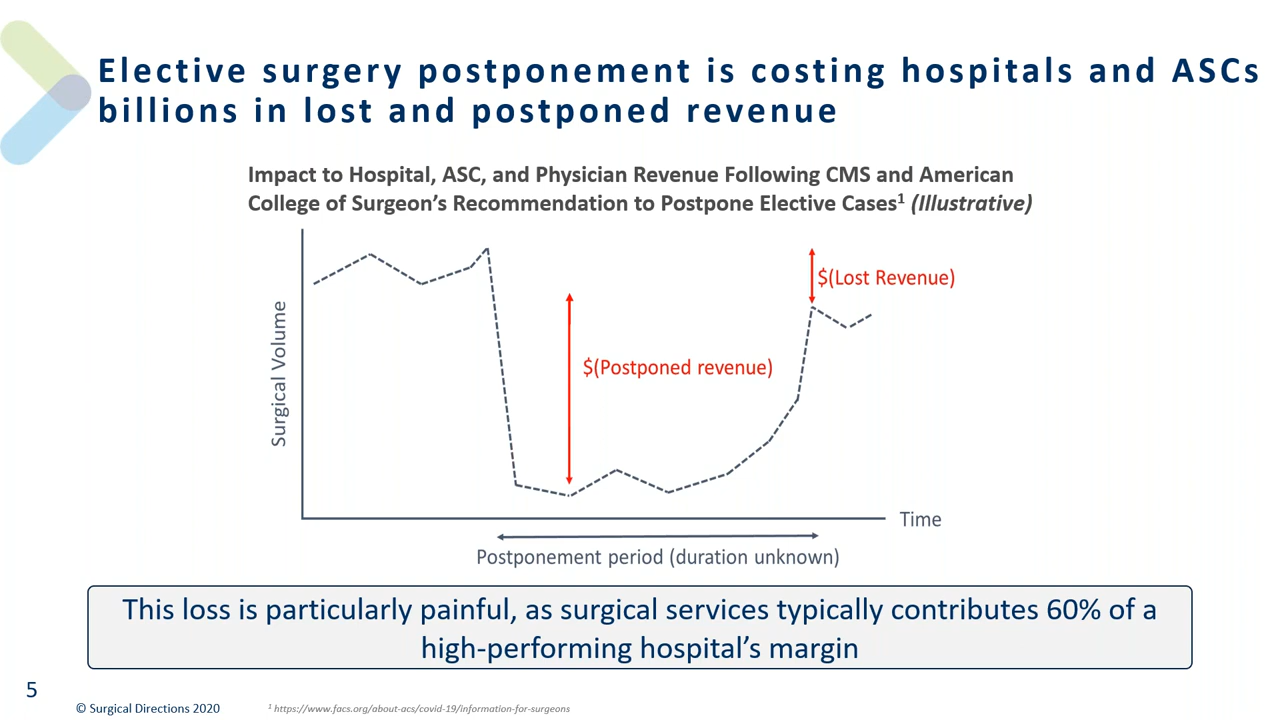 Elective surgery postponement is costing hospitals and ASCs
billions in lost and postponed revenue
Impact to Hospital, ASC, and Physician Revenue Following CMS and American
College of Surgeon’s Recommendation to Postpone Elective Cases¹ (Illustrative)
Surgical Volume
$(Lost Revenue)
$(Postponed revenue)
Time
Postponement period (duration unknown)
This loss is particularly painful, as surgical services typically contributes 60% of a
high-performing hospital’s margin
5
© Surgical Directions 2020
¹ https://www.facs.org/about-acs/covid-19/information-for-surgeons